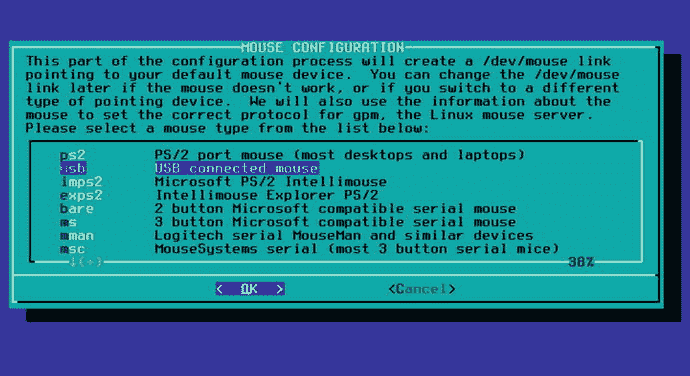 MOUSE CONFIGURATION
This part of the configuration process will create a /dev/mouse link
pointing to your default mouse device.  You can change the /dev/mouse
link later if the mouse doesn't work, or if you switch to a different
type of pointing device.  We will also use the information about the
mouse to set the correct protocol for gpm, the Linux mouse server.
Please select a mouse type from the list below:
ps2 PS/2 port mouse (most desktops and laptops)
usb USB connected mouse
imps2 Microsoft PS/2 Intellimouse
exps2 Intellimouse Explorer PS/2
bare 2 button Microsoft compatible serial mouse
ms 3 button Microsoft compatible serial mouse
mman Logitech serial MouseMan and similar devices
msc MouseSystems serial (most 3 button serial mice)
↓(+) 38%
< OK > <Cancel>